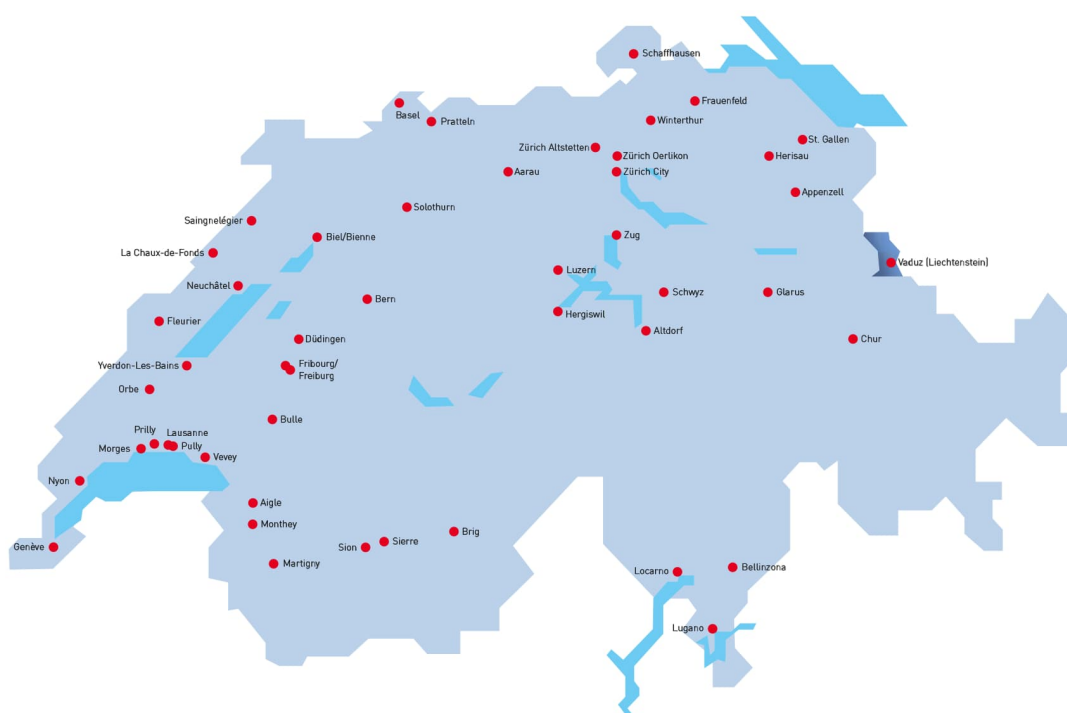 Schaffhausen
Frauenfeld
Basel
Pratteln
Winterthur
St. Gallen
Zürich Altstetten
Zürich Oerlikon
Herisau
Aarau
Zürich City
Appenzell
Solothurn
Saingnelégier
Biel/Bienne
Zug
La Chaux-de-Fonds
Vaduz (Liechtenstein)
Luzern
Neuchâtel
Bern
Schwyz
Glarus
Hergiswil
Fleurier
Altdorf
Düdingen
Chur
Yverdon-Les-Bains
Fribourg/
Freiburg
Orbe
Bulle
Prilly
Lausanne
Morges
Pully
Vevey
Nyon
Aigle
Monthey
Brig
Genève
Sion
Sierre
Martigny
Locarno
Bellinzona
Lugano